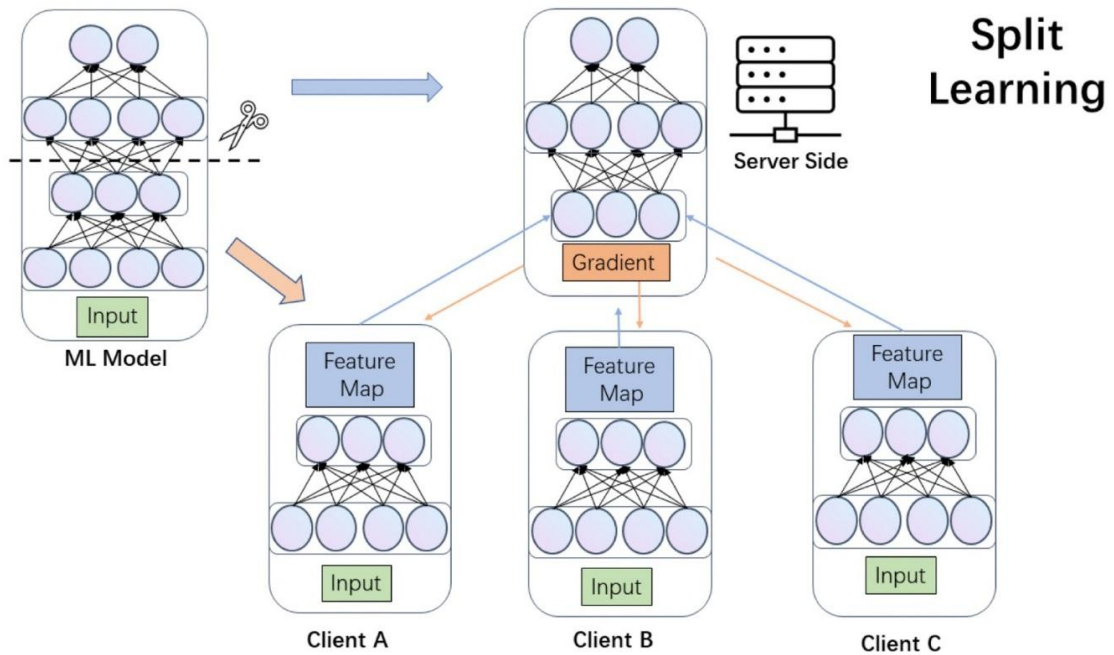 Split
Learning
Server Side
Gradient
Input
ML Model
Feature
Map
Input
Client A
Feature
Map
Input
Client B
Feature
Map
Input
Client C